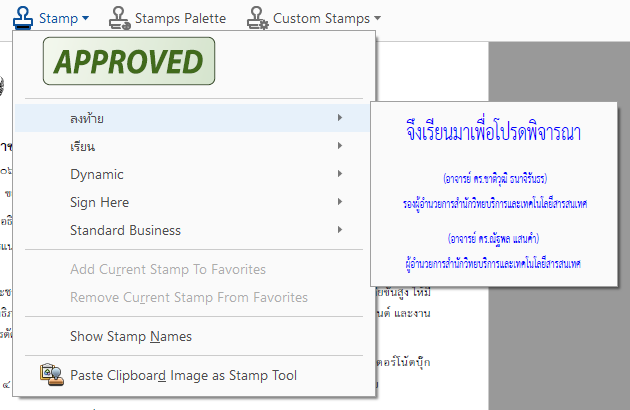 Stamp
Stamps Palette
Custom Stamps
APPROVED
ลงท้าย
เรียน
Dynamic
Sign Here
Standard Business
Add Current Stamp To Favorites
Remove Current Stamp From Favorites
Show Stamp Names
Paste Clipboard Image as Stamp Tool
จึงเรียนมาเพื่อโปรดพิจารณา
(อาจารย์ ดร.ชาติวุฒิ ธนาจิรันธร)
รองผู้อำนวยการสำนักวิทยบริการและเทคโนโลยีสารสนเทศ
(อาจารย์ ดร.ณัฐพล แสนคำ)
ผู้อำนวยการสำนักวิทยบริการและเทคโนโลยีสารสนเทศ
ขั้นสูง ให้มี
และงาน